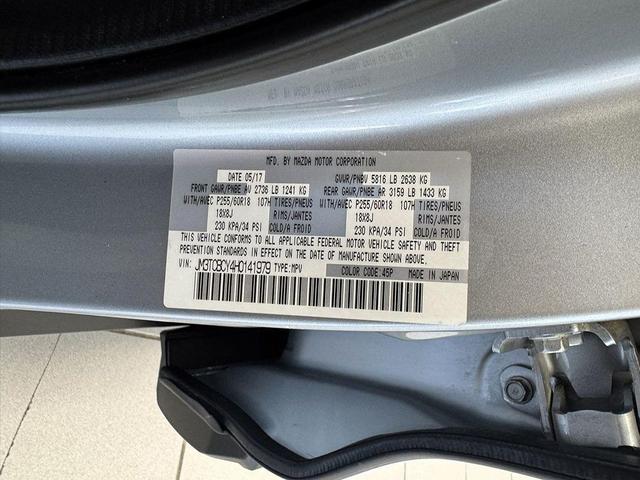 MFD. BY MAZDA MOTOR CORPORATION
DATE 05/17 GVWR/PNBV 5816 LB 2638 KG
FRONT GAWR/PNBE AV 2736 LB 1241 KG REAR GAWR/PNBE AR 3159 LB 1433 KG
WITH/AVEC P255/60R18 107H TIRES/PNEUS WITH/AVEC P255/60R18 107H TIRES/PNEUS
18X8J RIMS/JANTES 18X8J RIMS/JANTES
230 KPA/34 PSI COLD/A FROID 230 KPA/34 PSI COLD/A FROID
THIS VEHICLE CONFORMS TO ALL APPLICABLE FEDERAL MOTOR VEHICLE SAFETY AND THEFT
PREVENTION STANDARDS IN EFFECT ON THE DATE OF MANUFACTURE SHOWN ABOVE.
VIN: JM3TCBCY4H0141979 TYPE:MPV COLOR CODE:45P MADE IN JAPAN